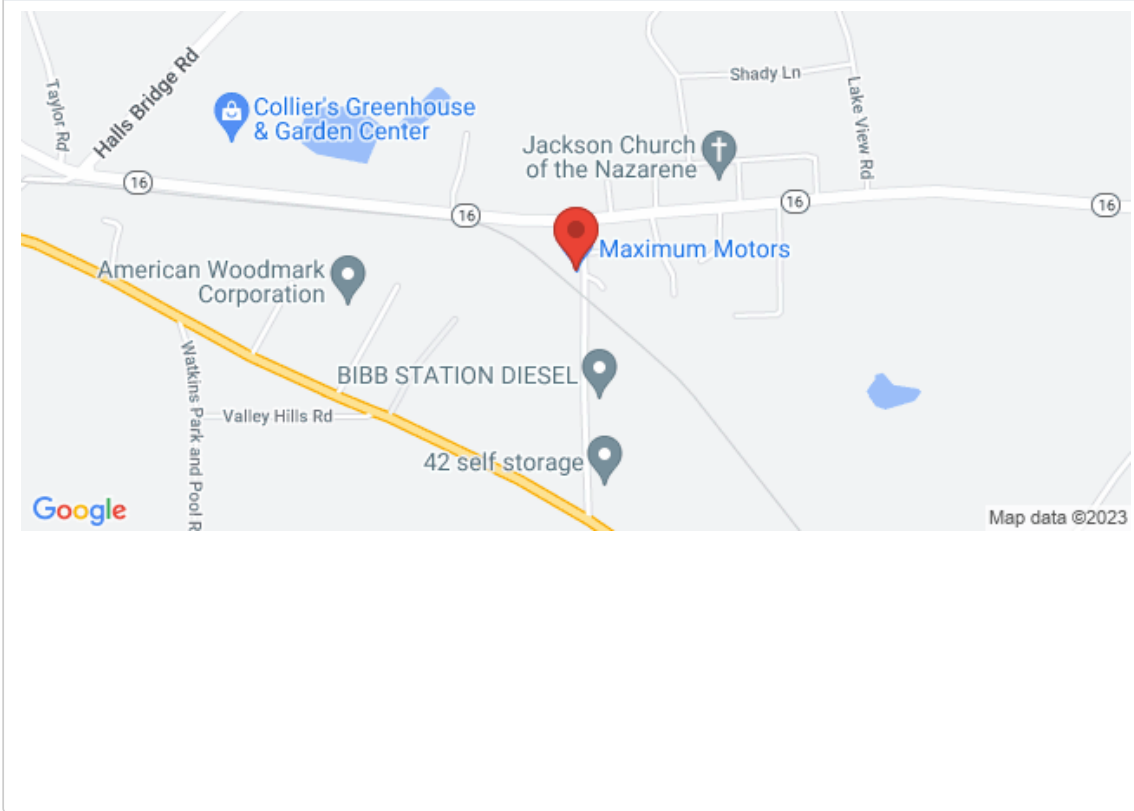 Taylor Rd
Halls Bridge Rd
Collier's Greenhouse
& Garden Center
Shady Ln
Lake View Rd
Jackson Church
of the Nazarene
16
16
16
16
Maximum Motors
American Woodmark
Corporation
Watkins Park and Pool R
BIBB STATION DIESEL
Valley Hills Rd
42 self storage
Google
Map data ©2023